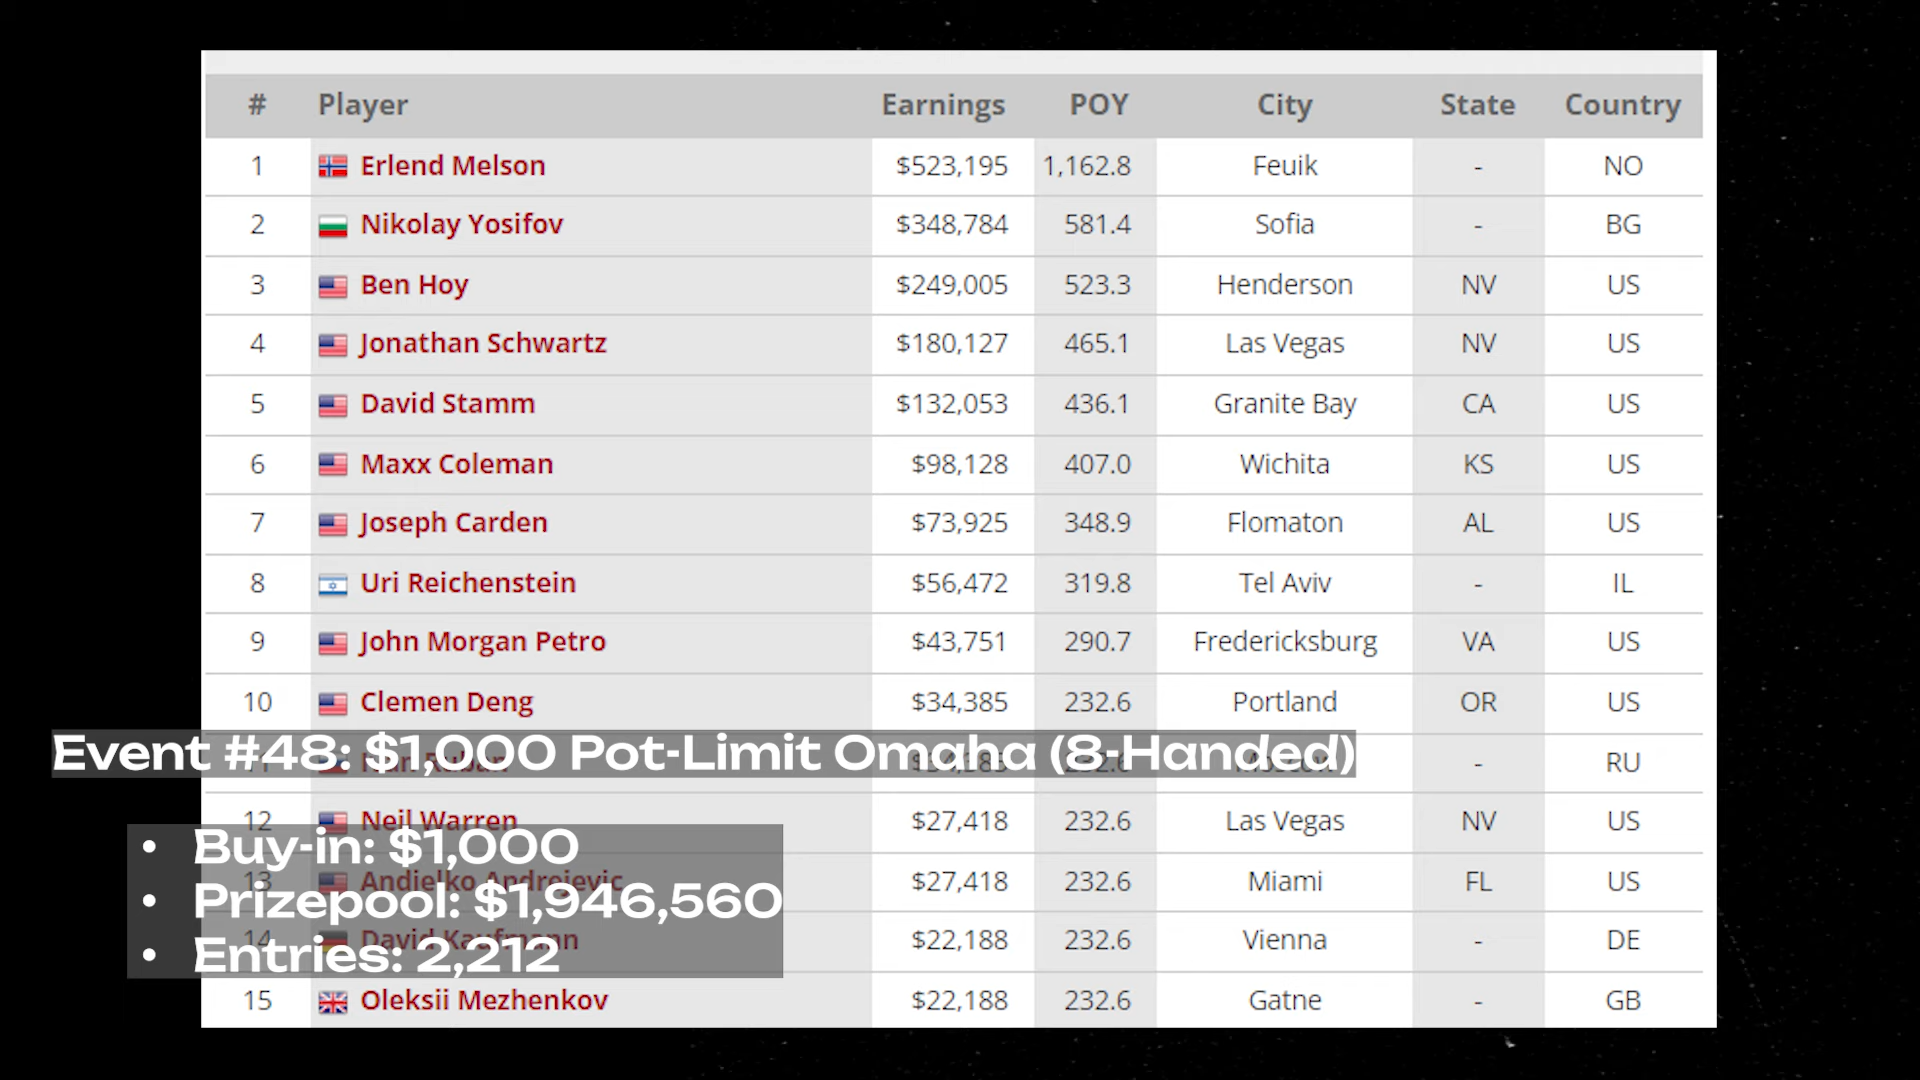 # Player Earnings POY City State Country
1 Erlend Melson $523,195 1,162.8 Feuik - NO
2 Nikolay Yosifov $348,784 581.4 Sofia - BG
3 Ben Hoy $249,005 523.3 Henderson NV US
4 Jonathan Schwartz $180,127 465.1 Las Vegas NV US
5 David Stamm $132,053 436.1 Granite Bay CA US
6 Maxx Coleman $98,128 407.0 Wichita KS US
7 Joseph Carden $73,925 348.9 Flomaton AL US
8 Uri Reichenstein $56,472 319.8 Tel Aviv - IL
9 John Morgan Petro $43,751 290.7 Fredericksburg VA US
10 Clemen Deng $34,385 232.6 Portland OR US
Event #48: $1,000 Pot-Limit Omaha (8-Handed)
- RU
12 Neil Warren $27,418 232.6 Las Vegas NV US
• Buy-in: $1,000
13 Andjelko Andrejevic $27,418 232.6 Miami FL US
• Prizepool: $1,946,560
14 David Kaufmann $22,188 232.6 Vienna - DE
• Entries: 2,212
15 Oleksii Mezhenkov $22,188 232.6 Gatne - GB